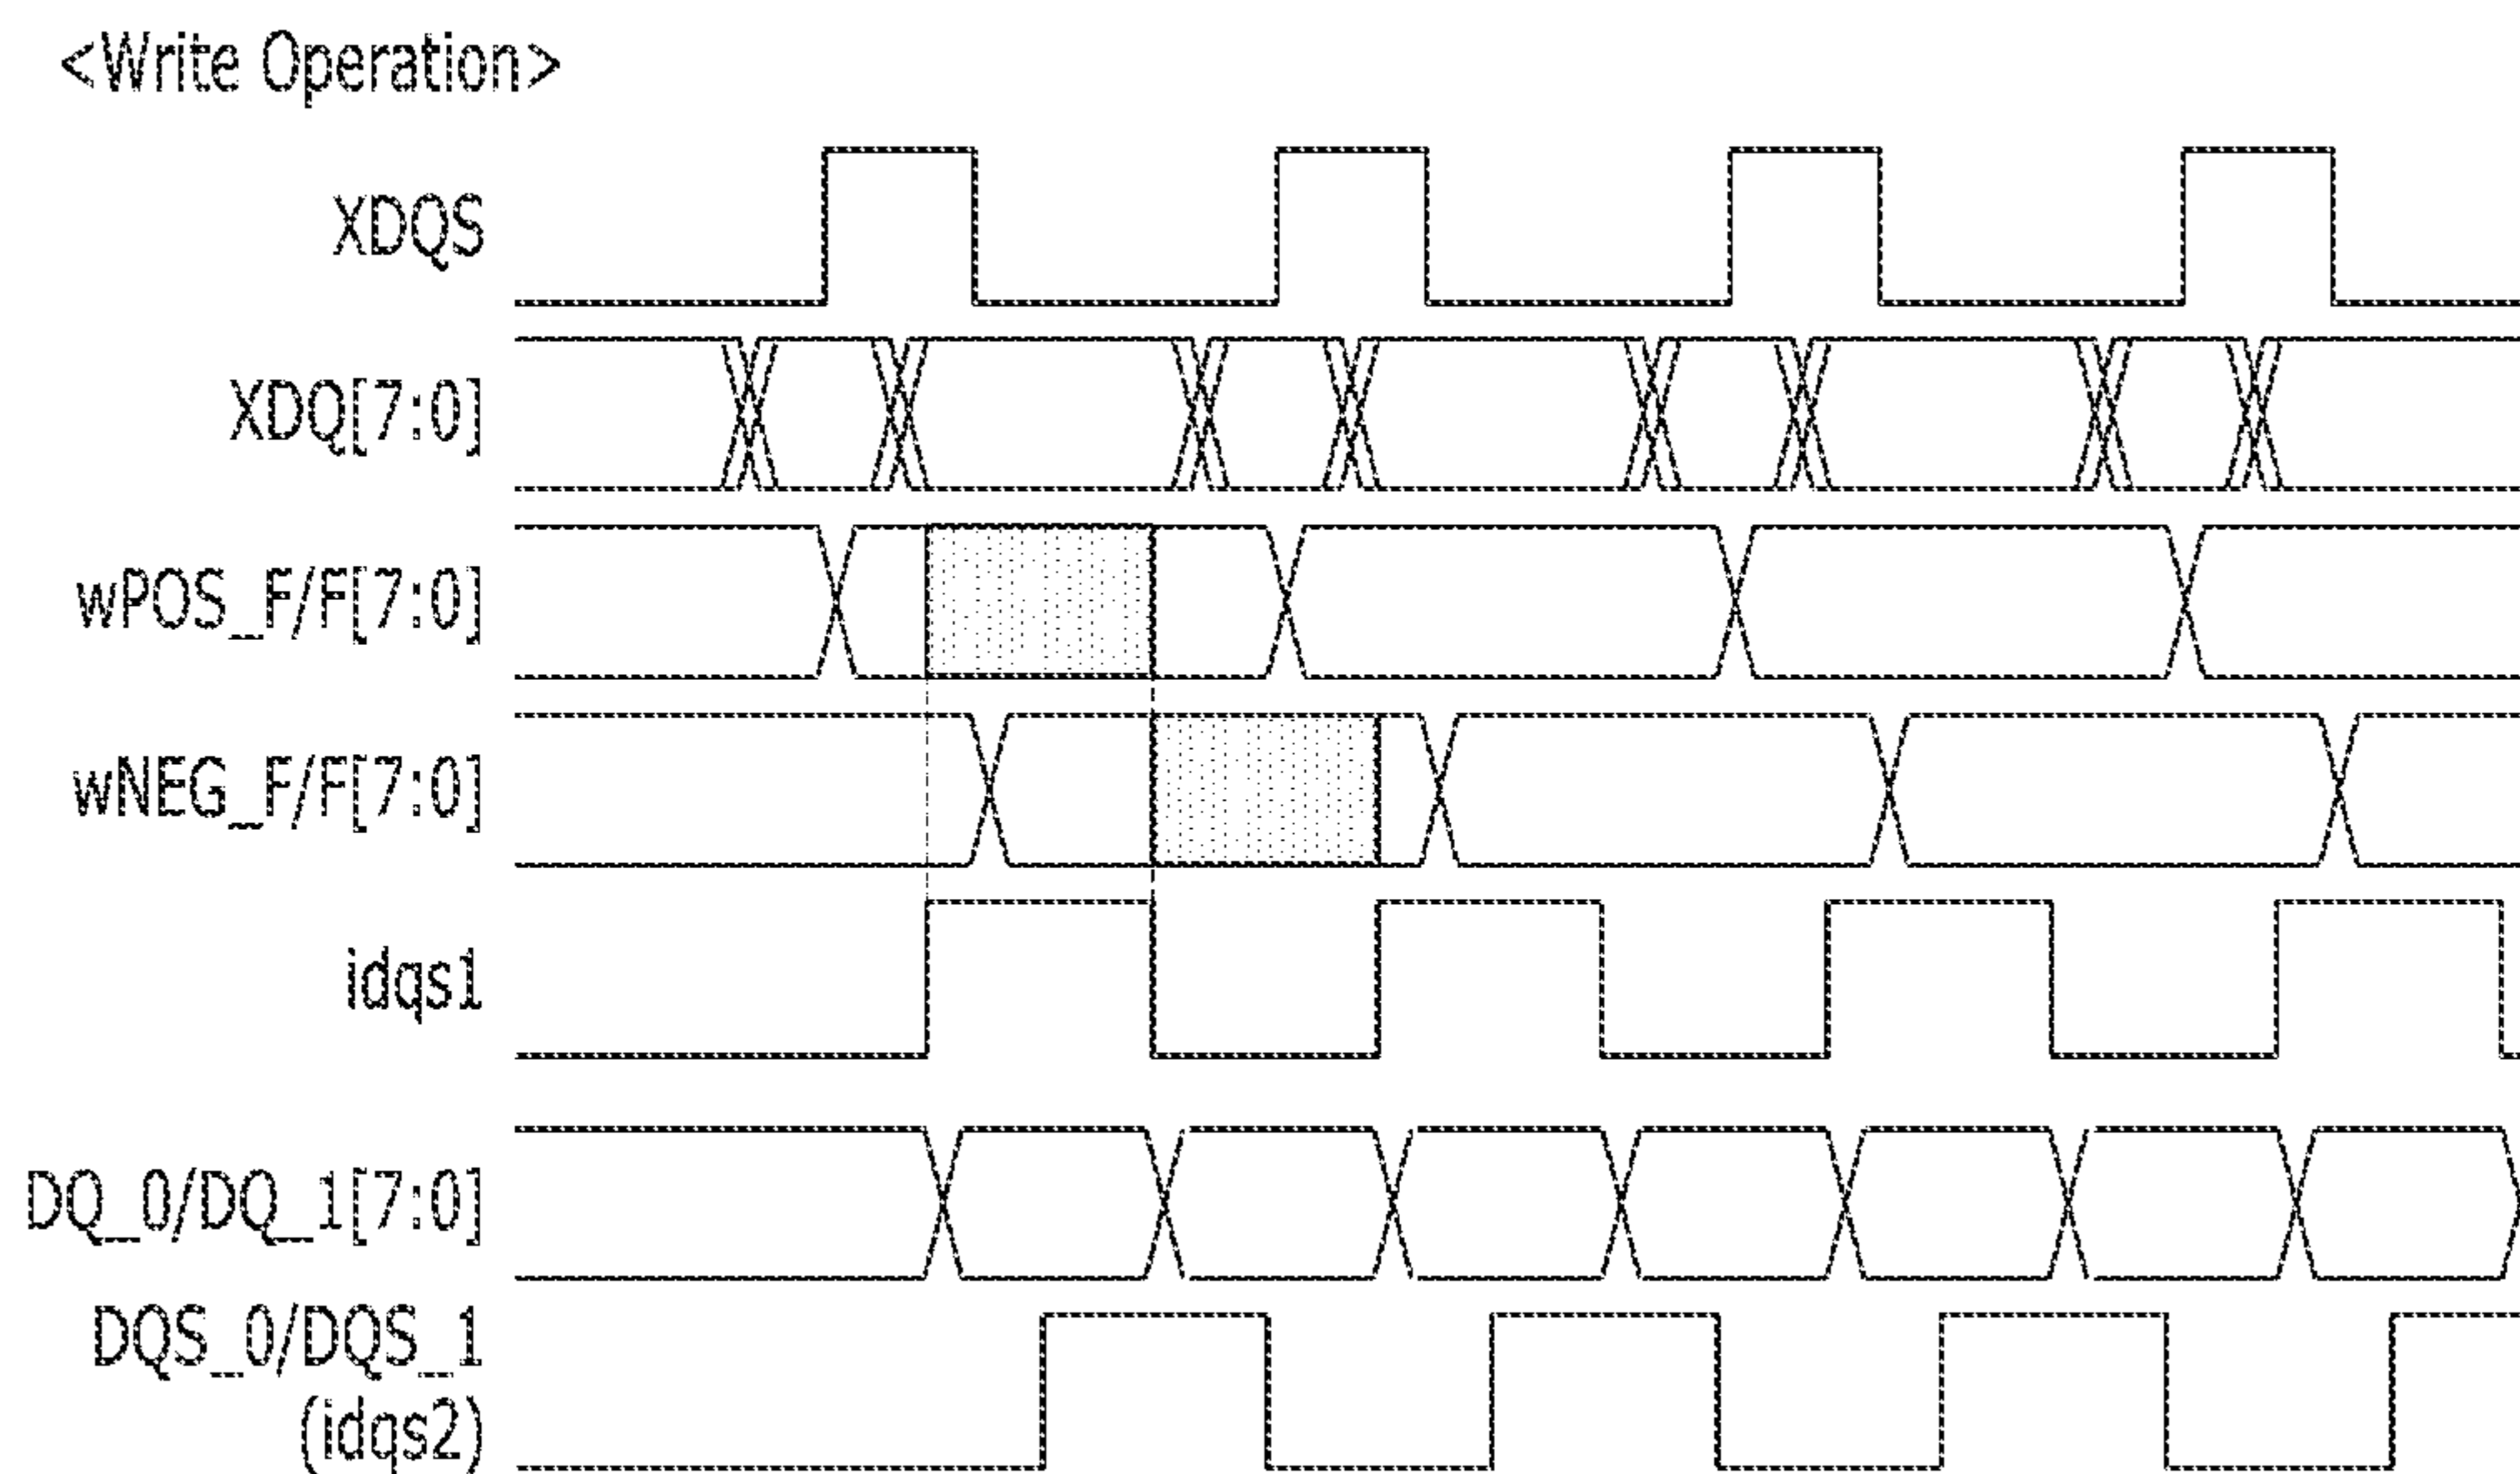 <Write Operation>
XDQS
XDQ[7:0]
wPOS_F/F[7:0]
wNEG_F/F[7:0]
idqs1
DQ_0/DQ_1[7:0]
DQS_0/DQS_1
(idqs2)